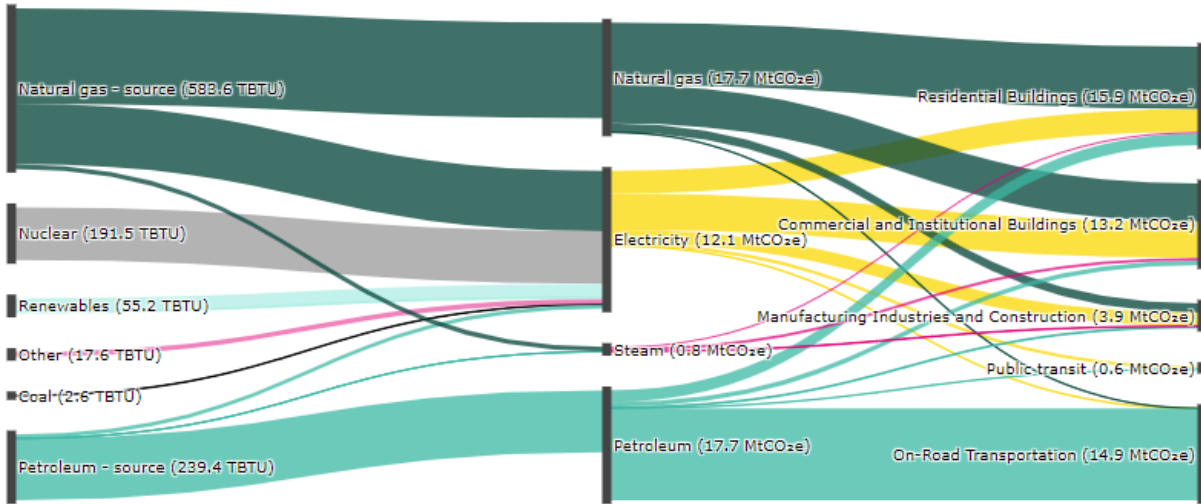 Natural gas - source (583.6 TBTU)
Nuclear (191.5 TBTU)
Renewables (55.2 TBTU)
Other (17.6 TBTU)
Coal (2.6 TBTU)
Petroleum - source (239.4 TBTU)
Natural gas (17.7 MtCO₂e)
Electricity (12.1 MtCO₂e)
Steam (0.8 MtCO₂e)
Petroleum (17.7 MtCO₂e)
Residential Buildings (15.9 MtCO₂e)
Commercial and Institutional Buildings (13.2 MtCO₂e)
Manufacturing Industries and Construction (3.9 MtCO₂e)
Public transit (0.6 MtCO₂e)
On-Road Transportation (14.9 MtCO₂e)